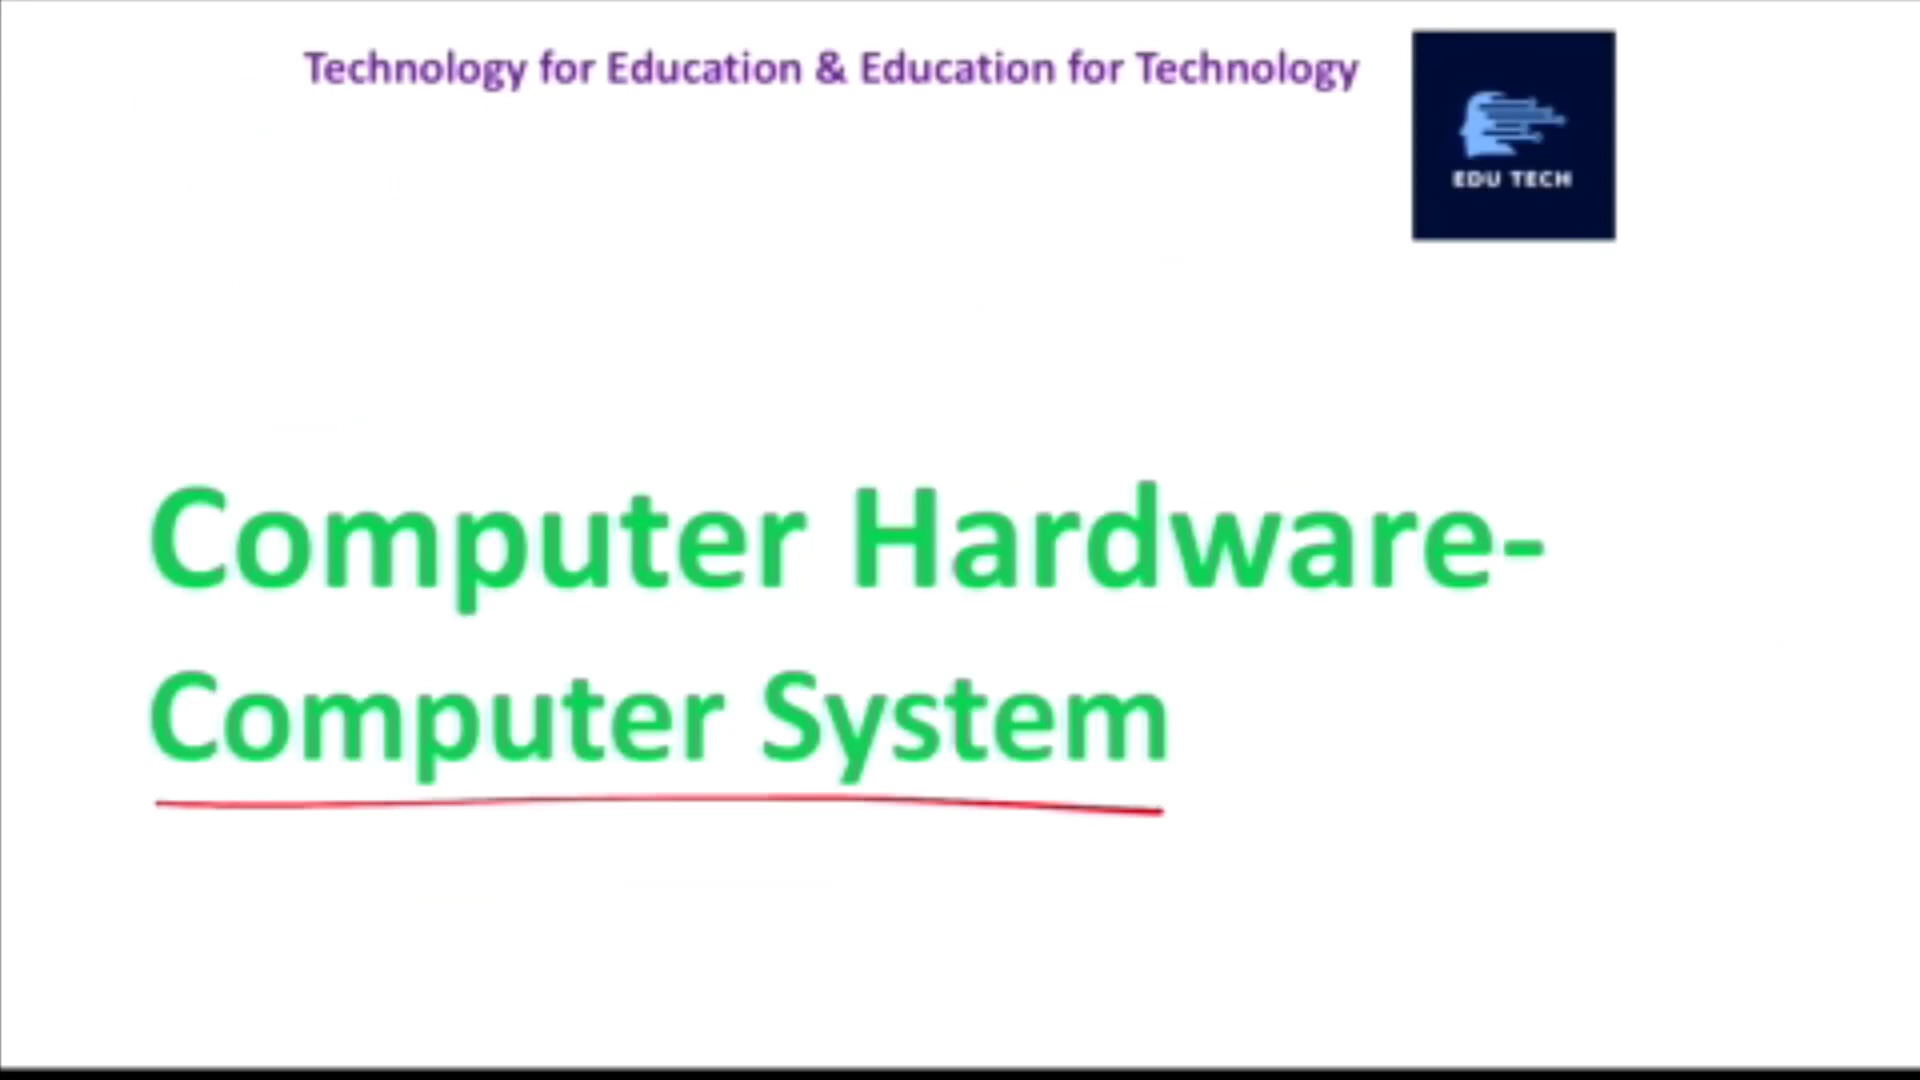 Technology for Education & Education for Technology
EDU TECH
Computer Hardware-
Computer System